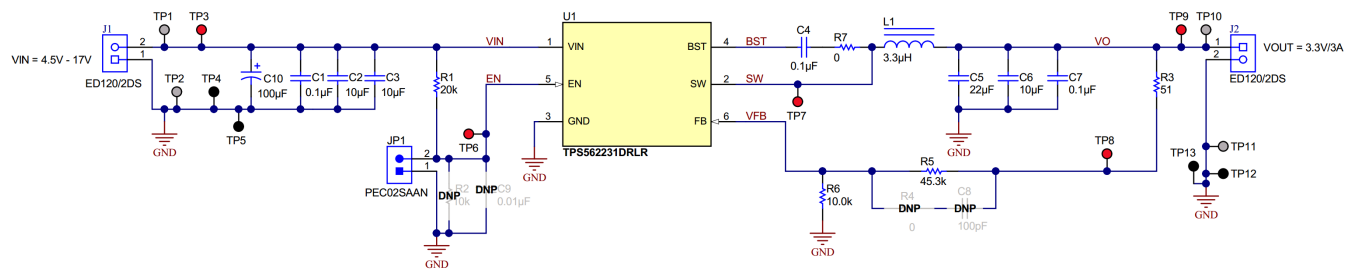 J1
VIN = 4.5V - 17V
2
1
ED120/2DS
TP1
TP3
TP2
TP4
TP5
GND
C10
100µF
C1
0.1µF
C2
10µF
C3
10µF
VIN
R1
20k
EN
TP6
JP1
2
1
PEC02SAAN
R2
DNP
10k
C9
DNP
0.01µF
GND
GND
U1
1
VIN
5
EN
3
GND
BST
4
SW
2
FB
6
TPS562231DRLR
BST
C4
0.1µF
R7
0
SW
TP7
VFB
L1
3.3µH
C5
22µF
C6
10µF
C7
0.1µF
GND
VO
R3
51
TP8
R5
45.3k
R6
10.0k
GND
R4
DNP
0
C8
DNP
100pF
TP9
TP10
J2
1
2
ED120/2DS
VOUT = 3.3V/3A
TP11
TP13
TP12
GND